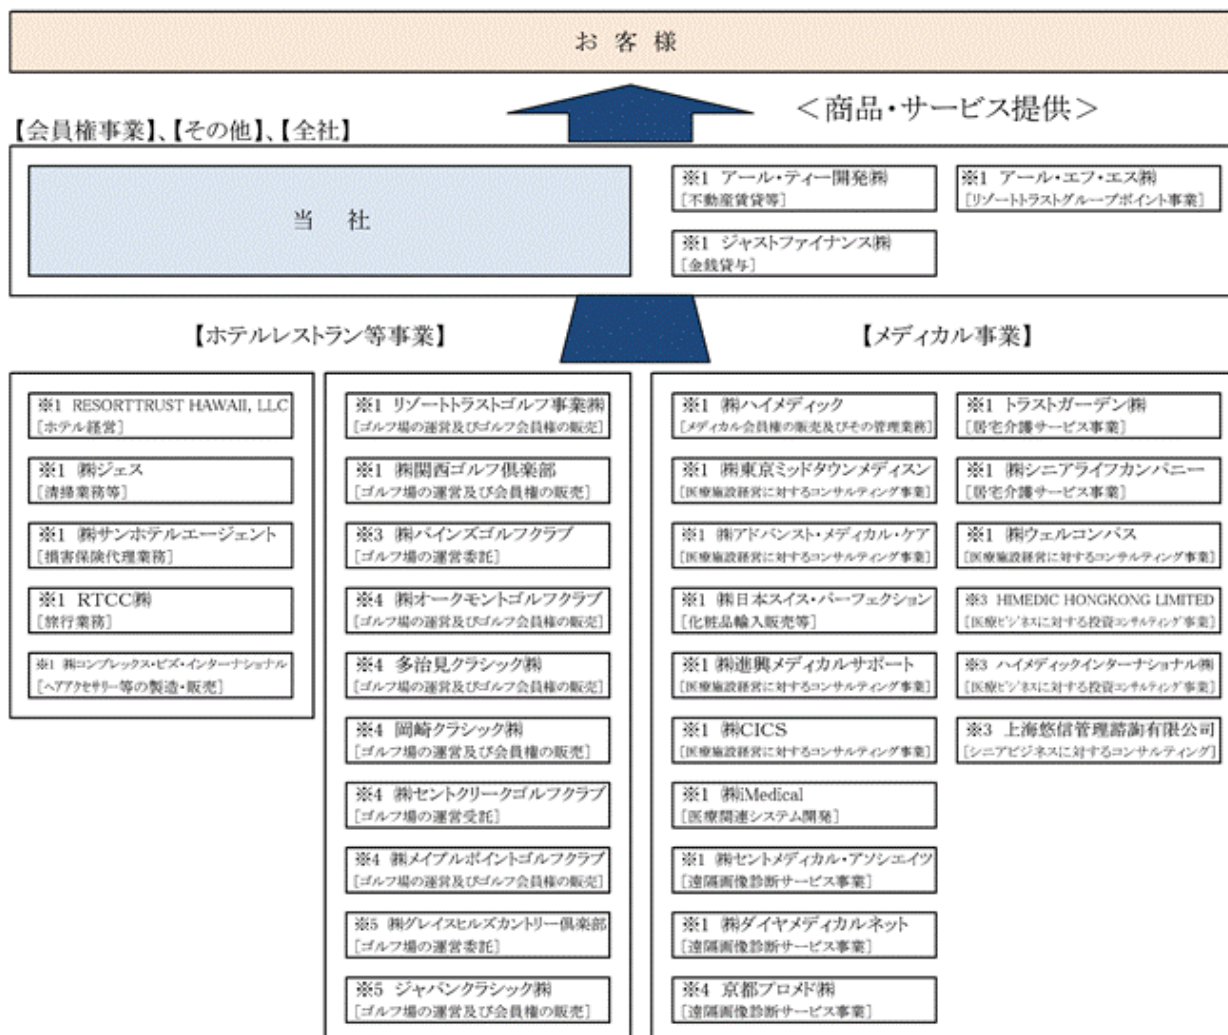 お 客 様
＜商品・サービス提供＞
【会員権事業】、【その他】、【全社】
当 社
※1 アール・ティー開発㈱
［不動産賃貸等］
※1 アール・エフ・エス㈱
［リゾートトラストグループポイント事業］
※1 ジャストファイナンス㈱
［金銭貸与］
【ホテルレストラン等事業】
【メディカル事業】
※1 RESORTTRUST HAWAII, LLC
［ホテル経営］
※1 ㈱ジェス
［清掃業務等］
※1 ㈱サンホテルエージェント
［損害保険代理業務］
※1 RTCC㈱
［旅行業務］
※1 ㈱コンプレックス・ビズ・インターナショナル
［ヘアアクセサリー等の製造・販売］
※1 リゾートトラストゴルフ事業㈱
［ゴルフ場の運営及びゴルフ会員権の販売］
※1 ㈱関西ゴルフ倶楽部
［ゴルフ場の運営及び会員権の販売］
※3 ㈱パインズゴルフクラブ
［ゴルフ場の運営委託］
※4 ㈱オークモントゴルフクラブ
［ゴルフ場の運営及びゴルフ会員権の販売］
※4 多治見クラシック㈱
［ゴルフ場の運営及びゴルフ会員権の販売］
※4 岡崎クラシック㈱
［ゴルフ場の運営及び会員権の販売］
※4 ㈱セントクリークゴルフクラブ
［ゴルフ場の運営受託］
※4 ㈱メイプルポイントゴルフクラブ
［ゴルフ場の運営及びゴルフ会員権の販売］
※5 ㈱グレイスヒルズカントリー倶楽部
［ゴルフ場の運営委託］
※5 ジャパンクラシック㈱
［ゴルフ場の運営及び会員権の販売］
※1 ㈱ハイメディック
［メディカル会員権の販売及びその管理業務］
※1 ㈱東京ミッドタウンメディスン
［医療施設経営に対するコンサルティング事業］
※1 ㈱アドバンスト・メディカル・ケア
［医療施設経営に対するコンサルティング事業］
※1 ㈱日本スイス・パーフェクション
［化粧品輸入販売等］
※1 ㈱進興メディカルサポート
［医療施設経営に対するコンサルティング事業］
※1 ㈱CICS
［医療施設経営に対するコンサルティング事業］
※1 ㈱iMedical
［医療関連システム開発］
※1 ㈱セントメディカル・アソシエイツ
［遠隔画像診断サービス事業］
※1 ㈱ダイヤメディカルネット
［遠隔画像診断サービス事業］
※4 京都プロメド㈱
［遠隔画像診断サービス事業］
※1 トラストガーデン㈱
［居宅介護サービス事業］
※1 ㈱シニアライフカンパニー
［居宅介護サービス事業］
※1 ㈱ウェルコンパス
［医療施設経営に対するコンサルティング事業］
※3 HIMEDIC HONGKONG LIMITED
［医療ビジネスに対する投資コンサルティング事業］
※3 ハイメディックインターナショナル㈱
［医療ビジネスに対する投資コンサルティング事業］
※3 上海悠信管理諮詢有限公司
［シニアビジネスに対するコンサルティング］